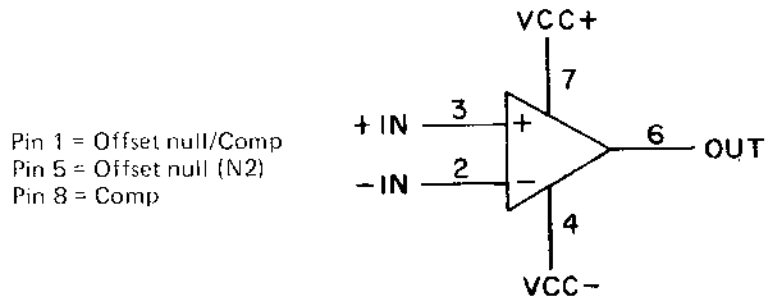 VCC+
7
Pin 1 = Offset null/Comp
Pin 5 = Offset null (N2)
Pin 8 = Comp
+ IN 3 +
6 OUT
- IN 2 -
4
VCC-